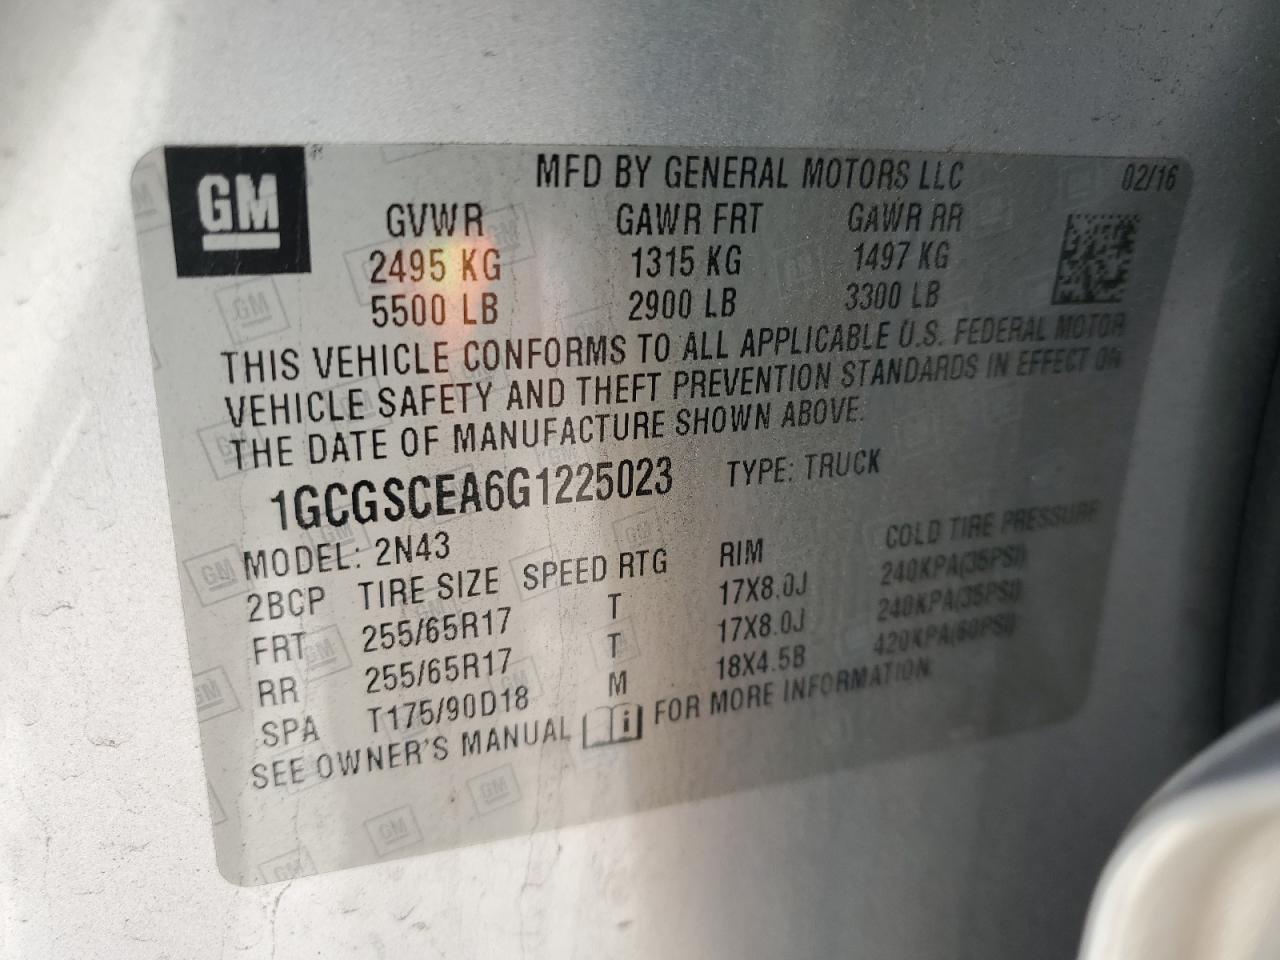 GM
MFD BY GENERAL MOTORS LLC 02/16
GVWR GAWR FRT GAWR RR
2495 KG 1315 KG 1497 KG
5500 LB 2900 LB 3300 LB
THIS VEHICLE CONFORMS TO ALL APPLICABLE U.S. FEDERAL MOTOR
VEHICLE SAFETY AND THEFT PREVENTION STANDARDS IN EFFECT ON
THE DATE OF MANUFACTURE SHOWN ABOVE.
1GCGSCEA6G1225023 TYPE: TRUCK
MODEL: 2N43
2BCP TIRE SIZE SPEED RTG RIM COLD TIRE PRESSURE
FRT 255/65R17 T 17X8.0J 240KPA(35PSI)
RR 255/65R17 T 17X8.0J 240KPA(35PSI)
SPA T175/90D18 M 18X4.5B 420KPA(60PSI)
SEE OWNER'S MANUAL i FOR MORE INFORMATION